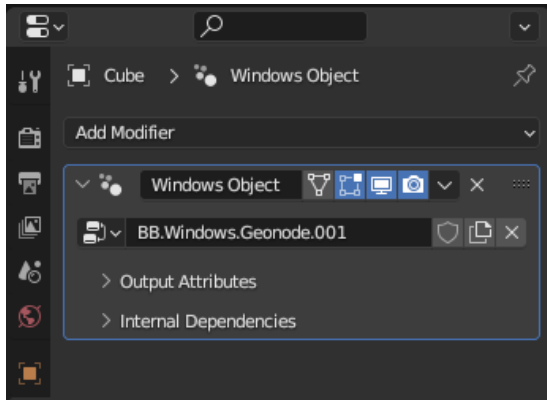 Cube > Windows Object
Add Modifier
Windows Object
BB.Windows.Geonode.001
> Output Attributes
> Internal Dependencies